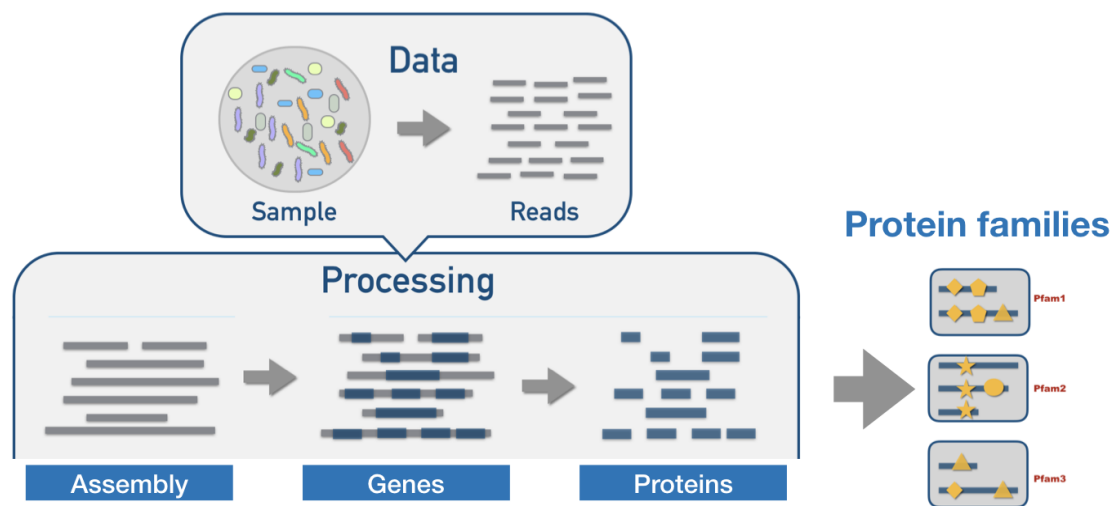 Data
Sample
Reads
Processing
Assembly
Genes
Proteins
Protein families
Pfam1
Pfam2
Pfam3